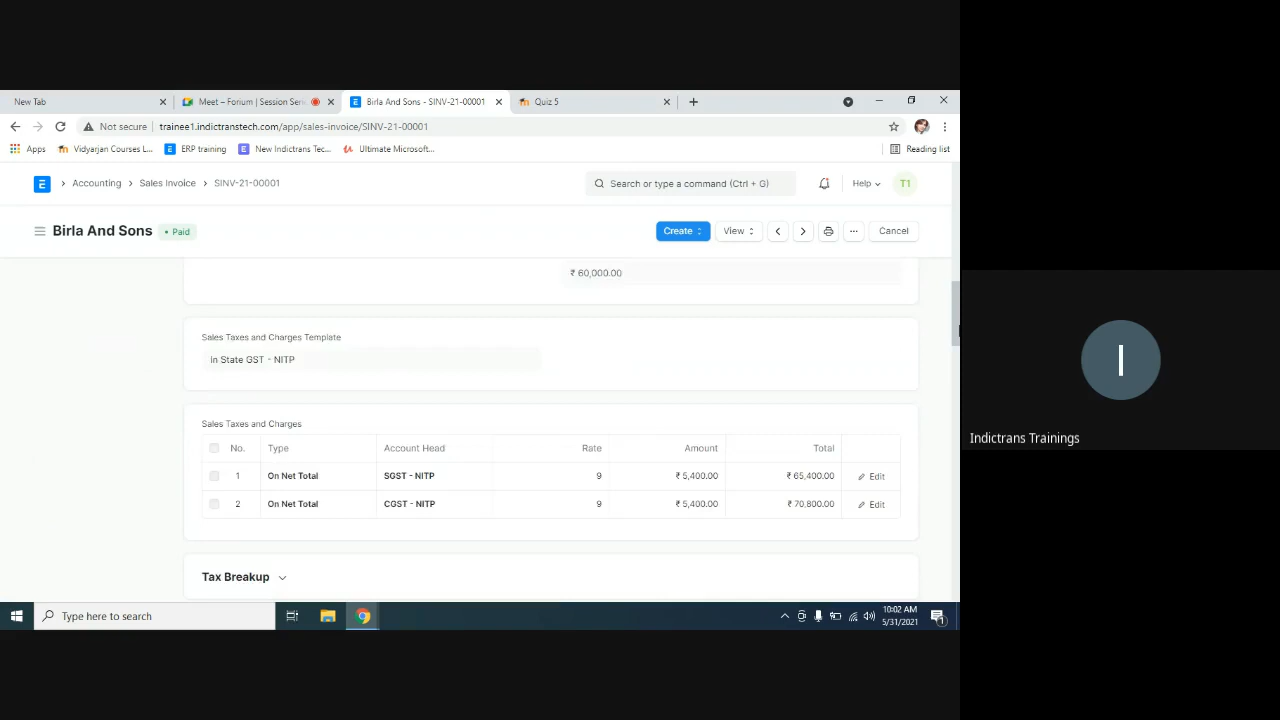 New Tab
Meet – Forium | Session Seri
Birla And Sons - SINV-21-00001
Quiz 5
Not secure
trainee1.indictranstech.com/app/sales-invoice/SINV-21-00001
Apps
Vidyarjan Courses L...
ERP training
New Indictrans Tec...
Ultimate Microsoft...
Reading list
Accounting
Sales Invoice
SINV-21-00001
Search or type a command (Ctrl + G)
Help
T1
Birla And Sons
Paid
Create
View
Cancel
₹ 60,000.00
Sales Taxes and Charges Template
In State GST - NITP
Sales Taxes and Charges
No. Type Account Head Rate Amount Total
1 On Net Total SGST - NITP 9 ₹ 5,400.00 ₹ 65,400.00 Edit
2 On Net Total CGST - NITP 9 ₹ 5,400.00 ₹ 70,800.00 Edit
Tax Breakup
I
Indictrans Trainings
Type here to search
10:02 AM
5/31/2021
1